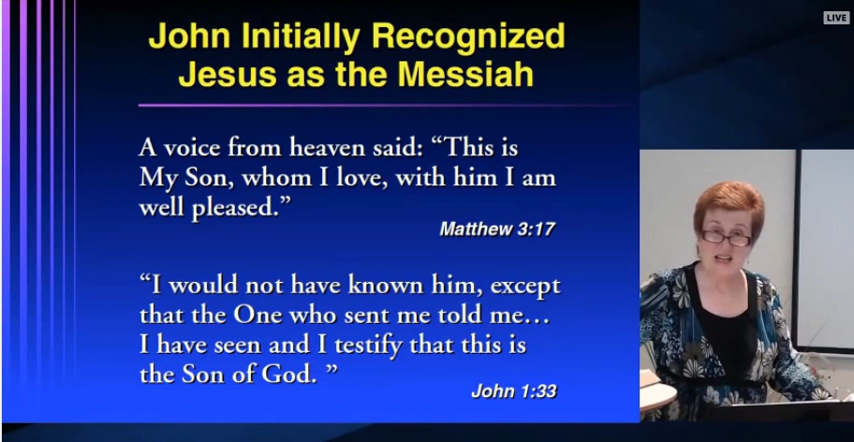 John Initially Recognized
Jesus as the Messiah
A voice from heaven said: “This is
My Son, whom I love, with him I am
well pleased.”
Matthew 3:17
“I would not have known him, except
that the One who sent me told me…
I have seen and I testify that this is
the Son of God. ”
John 1:33
LIVE